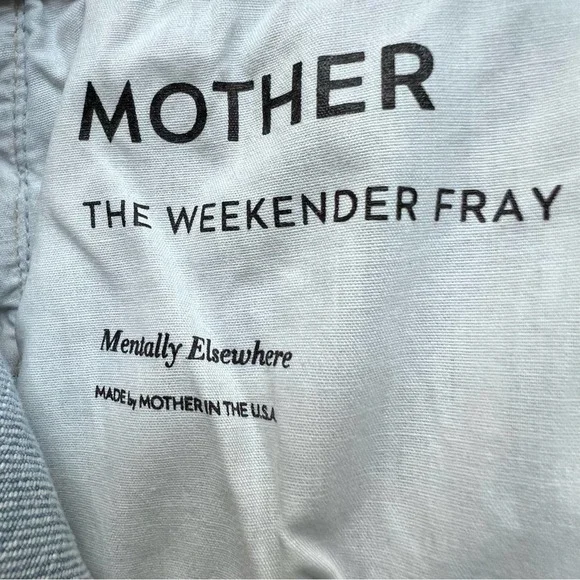 MOTHER
THE WEEKENDER FRAY
Mentally Elsewhere
MADE by MOTHER IN THE U.S.A